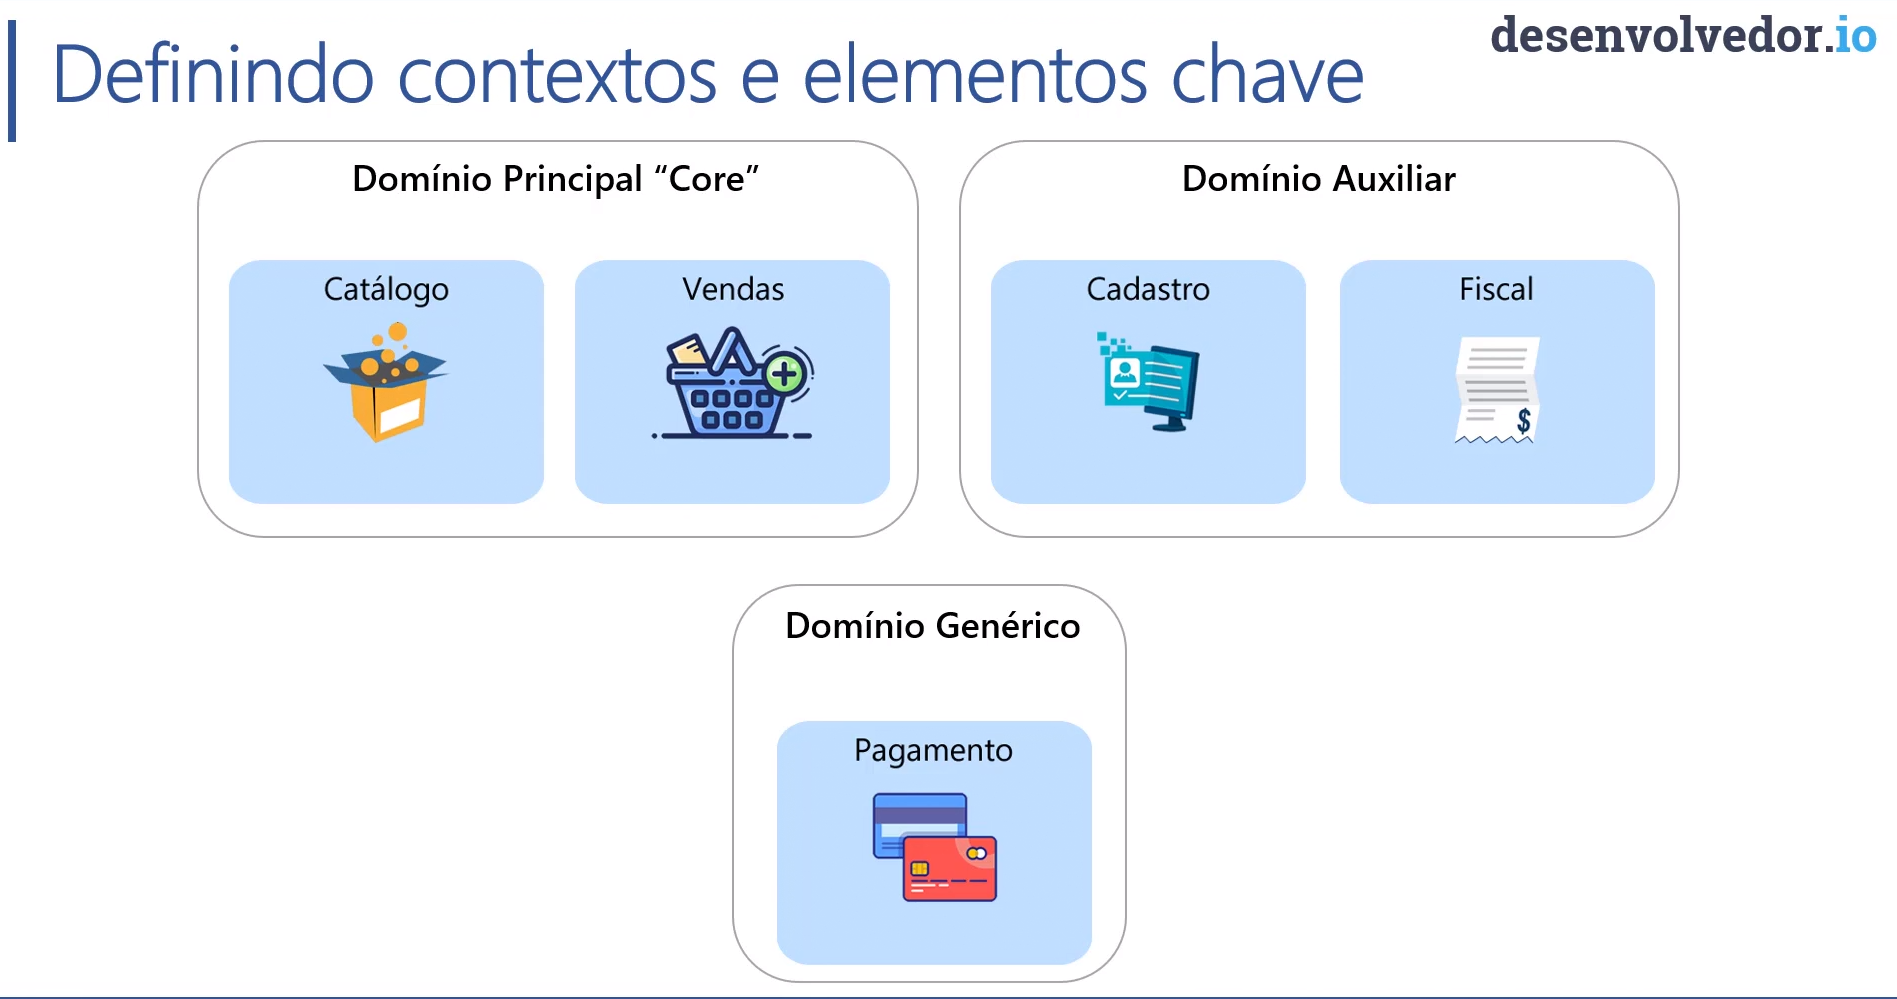 desenvolvedor.io
Definindo contextos e elementos chave
Domínio Principal “Core”
Catálogo
Vendas
Domínio Auxiliar
Cadastro
Fiscal
$
Domínio Genérico
Pagamento